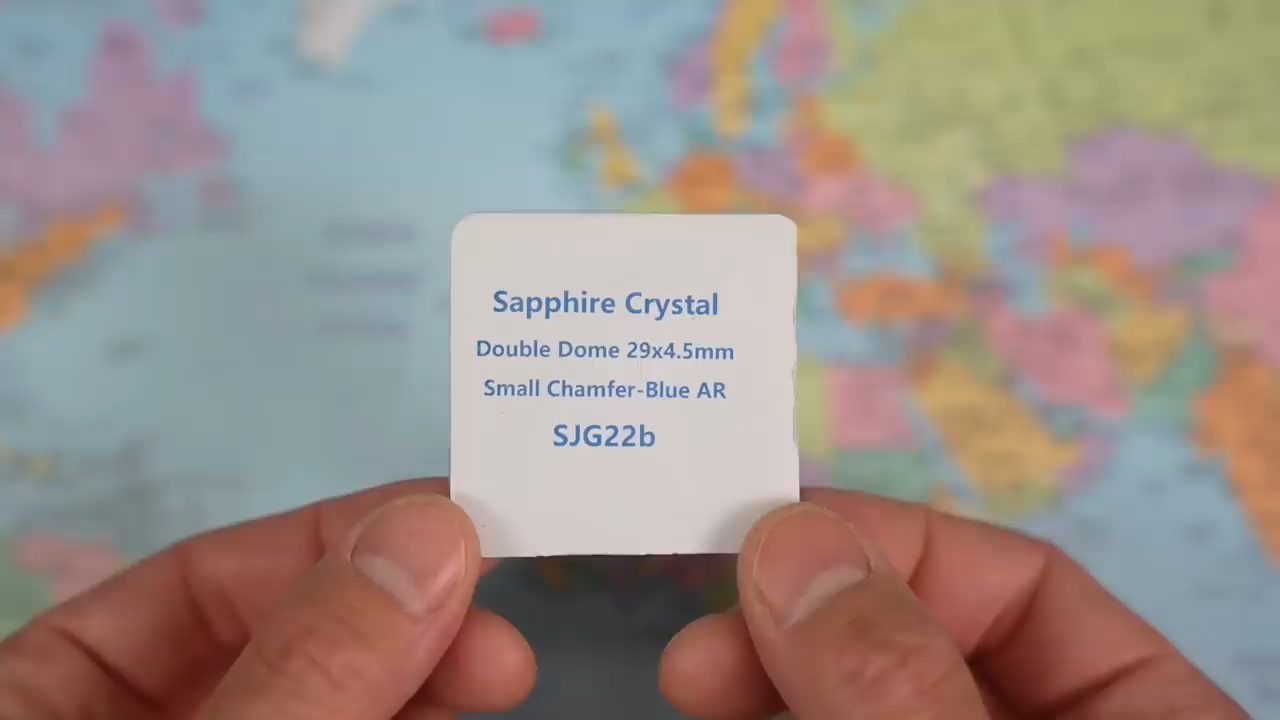 Sapphire Crystal
Double Dome 29x4.5mm
Small Chamfer-Blue AR
SJG22b